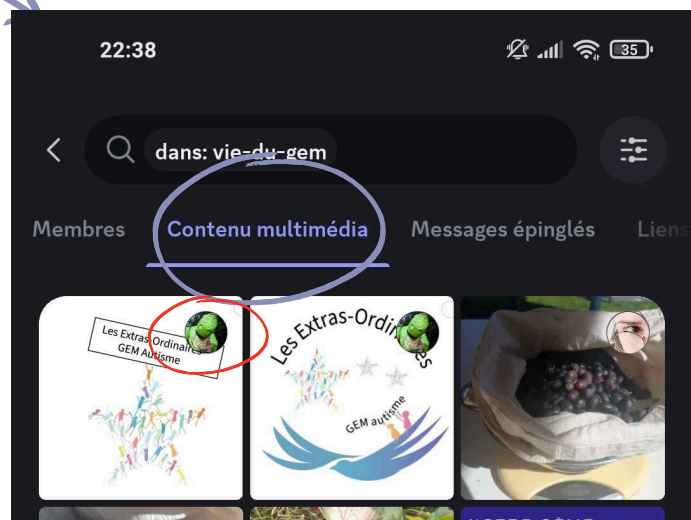 22:38
35
dans: vie-du-gem
Membres
Contenu multimédia
Messages épinglés
Liens
Les Extras-Ordinaires
GEM Autisme
Les Extras-Ordinaires
GEM autisme